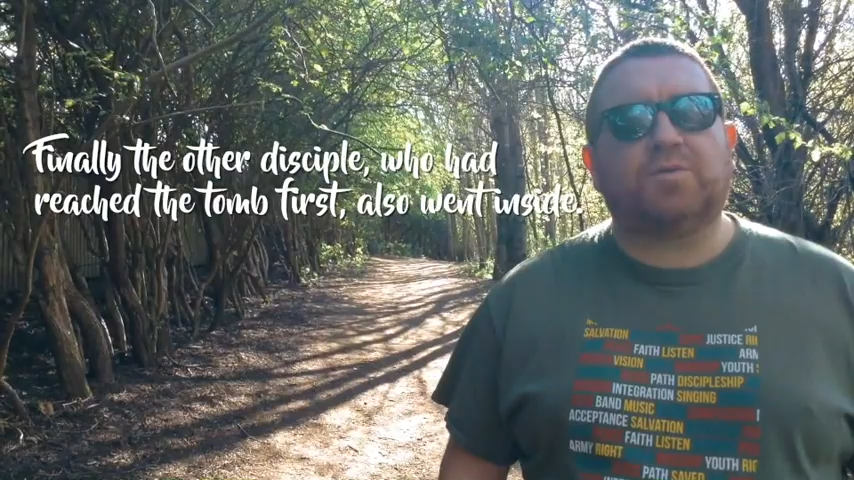 Finally the other disciple, who had
reached the tomb first, also went inside.
SALVATION JUSTICE
FAITH LISTEN ARM
VISION YOUTH
PATH DISCIPLESHIP
INTEGRATION SINGING
BAND MUSIC
ACCEPTANCE SALVATION
FAITH LISTEN
ARMY RIGHT
YOUTH
PATH SAVED